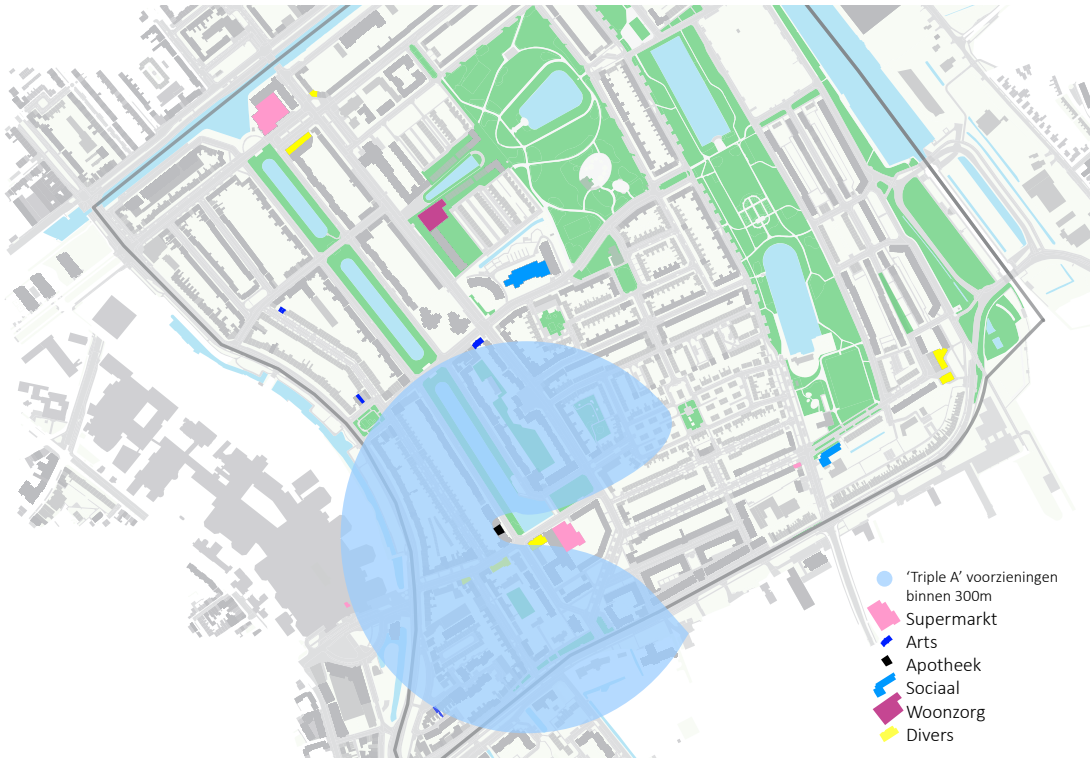 ‘Triple A’ voorzieningen
binnen 300m
Supermarkt
Arts
Apotheek
Sociaal
Woonzorg
Divers